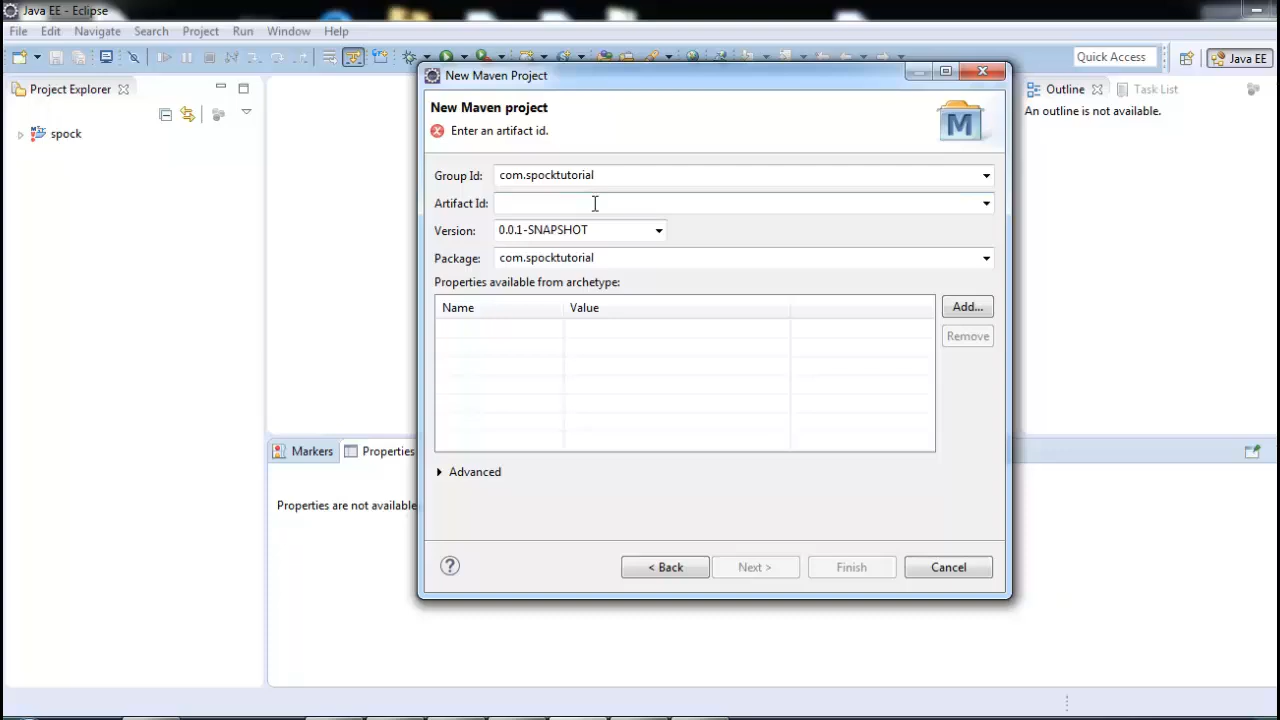 Java EE - Eclipse
File Edit Navigate Search Project Run Window Help
Quick Access
Java EE
Project Explorer
spock
New Maven Project
New Maven project
Enter an artifact id.
M
Group Id: com.spocktutorial
Artifact Id:
Version: 0.0.1-SNAPSHOT
Package: com.spocktutorial
Properties available from archetype:
Name Value
Add...
Remove
Advanced
?
< Back Next > Finish Cancel
Outline Task List
An outline is not available.
Markers Properties
Properties are not available